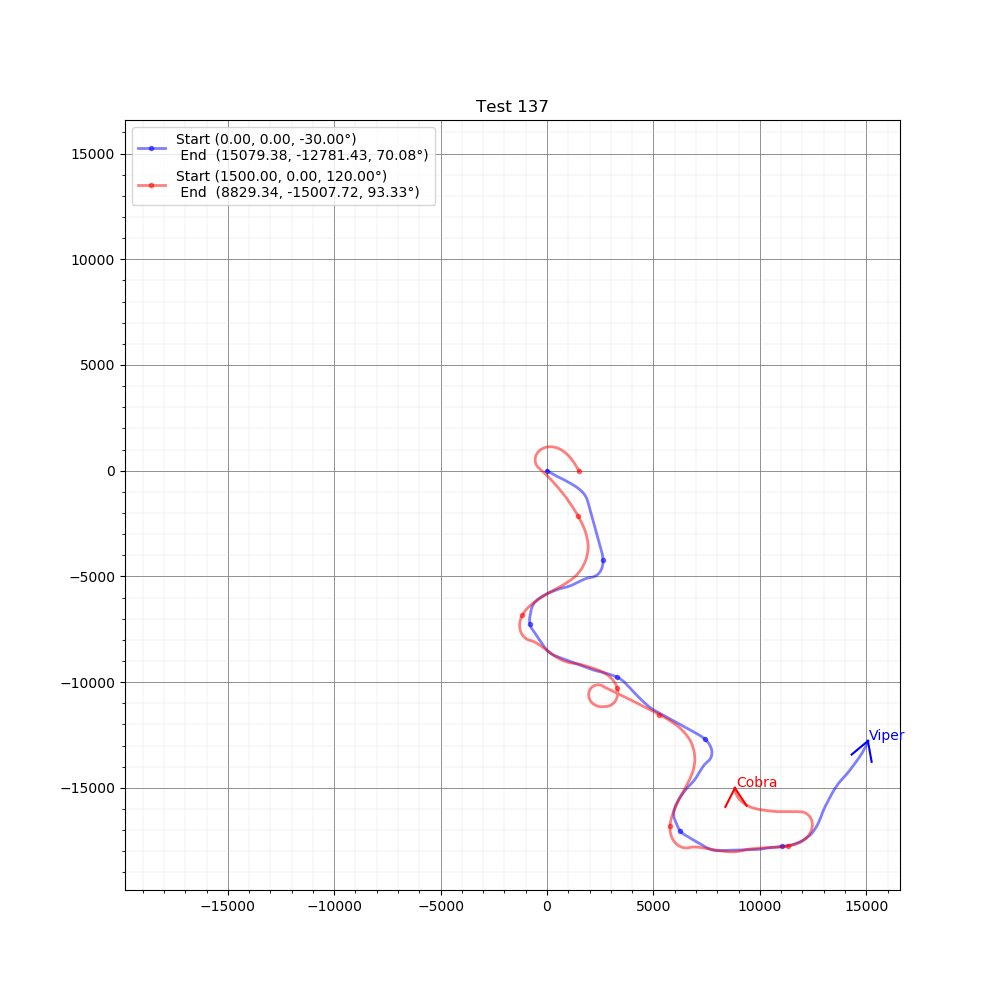 Test 137
Start (0.00, 0.00, -30.00°)
End  (15079.38, -12781.43, 70.08°)
Start (1500.00, 0.00, 120.00°)
End  (8829.34, -15007.72, 93.33°)
15000
10000
5000
0
−5000
−10000
−15000
Viper
Cobra
−15000
−10000
−5000
0
5000
10000
15000